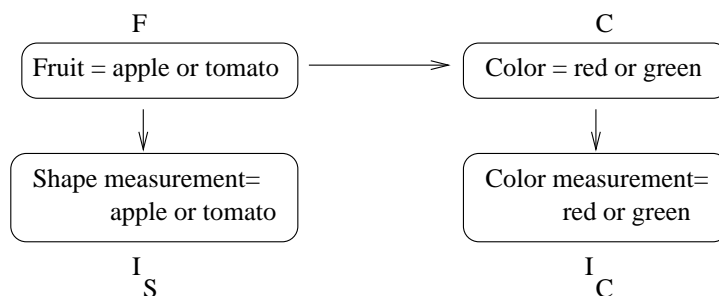 F
C
Fruit = apple or tomato
Color = red or green
Shape measurement=
apple or tomato
Color measurement=
red or green
I
S
I
C